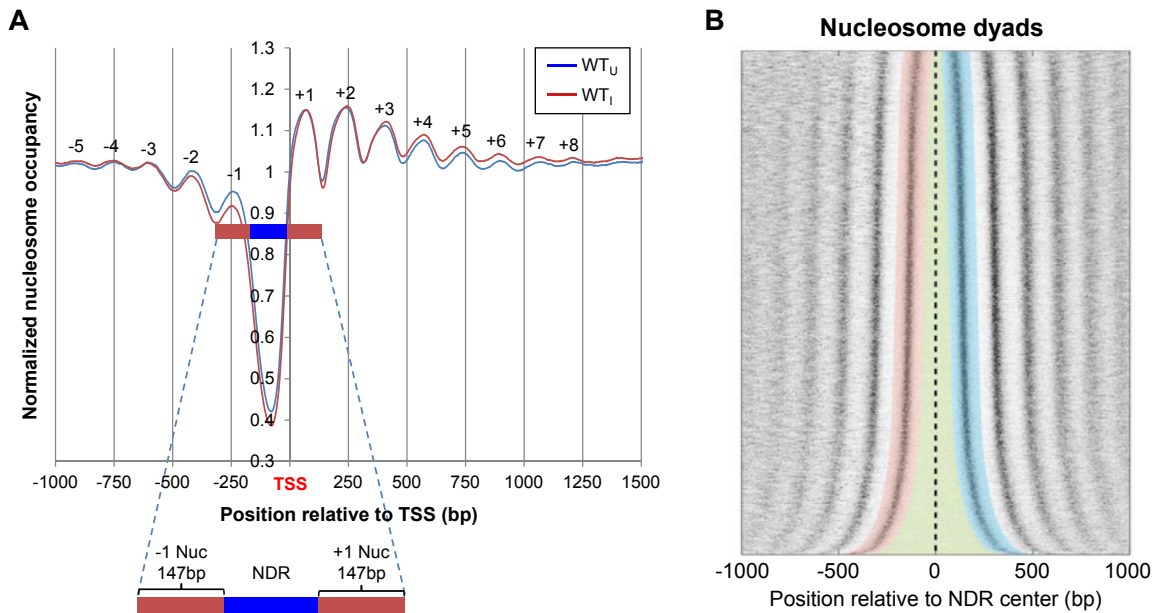 A
Normalized nucleosome occupancy
1.3
1.2
1.1
1.0
0.9
0.8
0.7
0.6
0.5
0.4
0.3
-5 -4 -3 -2 -1 +1 +2 +3 +4 +5 +6 +7 +8
WTU
WTI
-1000 -750 -500 -250 TSS 250 500 750 1000 1250 1500
Position relative to TSS (bp)
-1 Nuc
147bp
NDR
+1 Nuc
147bp
B
Nucleosome dyads
-1000 -500 0 500 1000
Position relative to NDR center (bp)